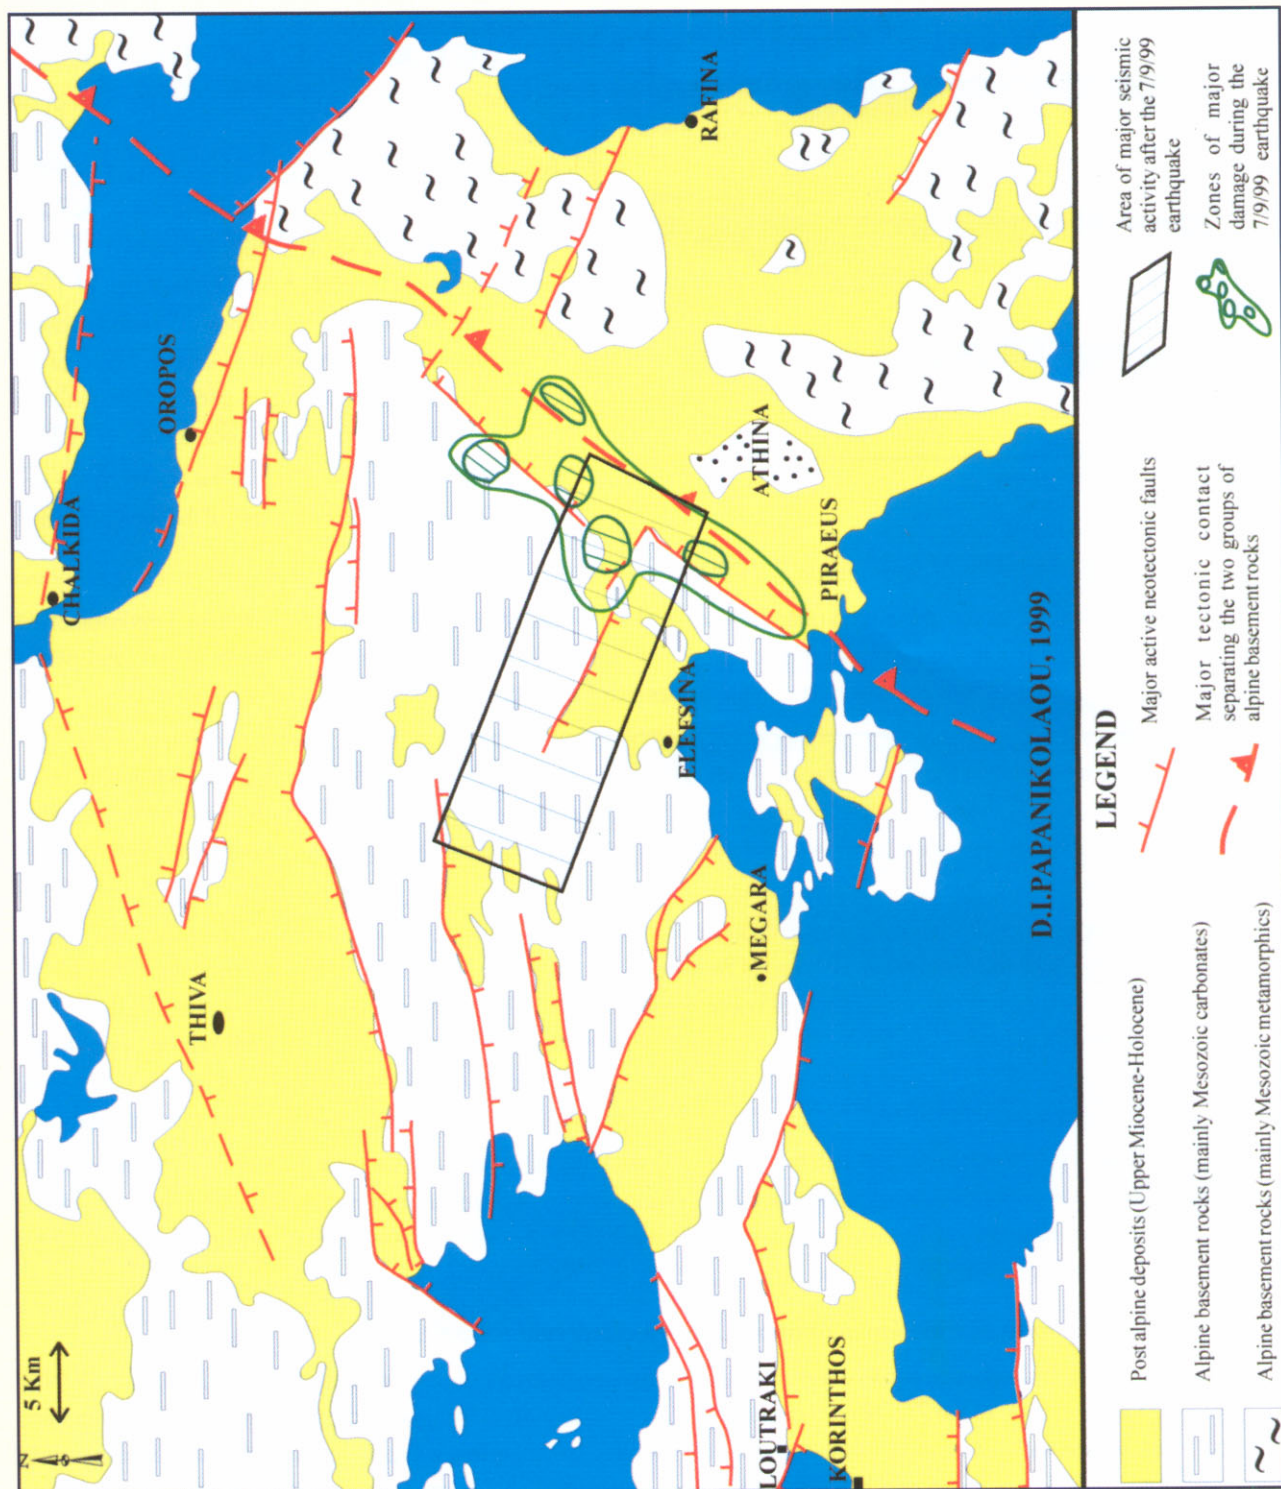 N
S
5 Km
CHALKIDA
THIVA
OROPOS
RAFINA
ELEFSINA
ATHINA
MEGARA
PIRAEUS
LOUTRAKI
KORINTHOS
D.I.PAPANIKOLAOU, 1999
LEGEND
Post alpine deposits (Upper Miocene-Holocene)
Alpine basement rocks (mainly Mesozoic carbonates)
Alpine basement rocks (mainly Mesozoic metamorphics)
Major active neotectonic faults
Major tectonic contact
separating the two groups of
alpine basement rocks
Area of major seismic
activity after the 7/9/99
earthquake
Zones of major
damage during the
7/9/99 earthquake